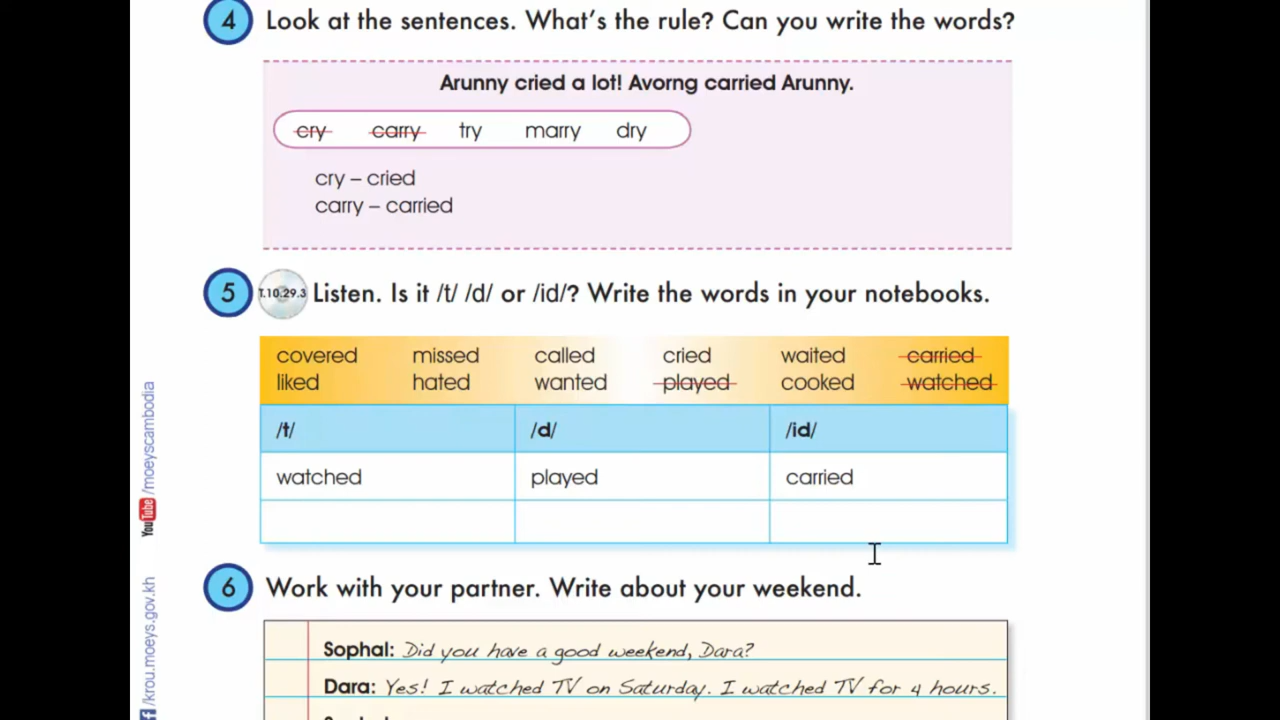 4 Look at the sentences. What's the rule? Can you write the words?
Arunny cried a lot! Avorng carried Arunny.
cry carry try marry dry
cry – cried
carry – carried
5 T.10.29.3 Listen. Is it /t/ /d/ or /id/? Write the words in your notebooks.
covered missed called cried waited carried
liked hated wanted played cooked watched
/t/ /d/ /id/
watched played carried
6 Work with your partner. Write about your weekend.
Sophal: Did you have a good weekend, Dara?
Dara: Yes! I watched TV on Saturday. I watched TV for 4 hours.
YouTube /moeyscambodia
f /krou.moeys.gov.kh